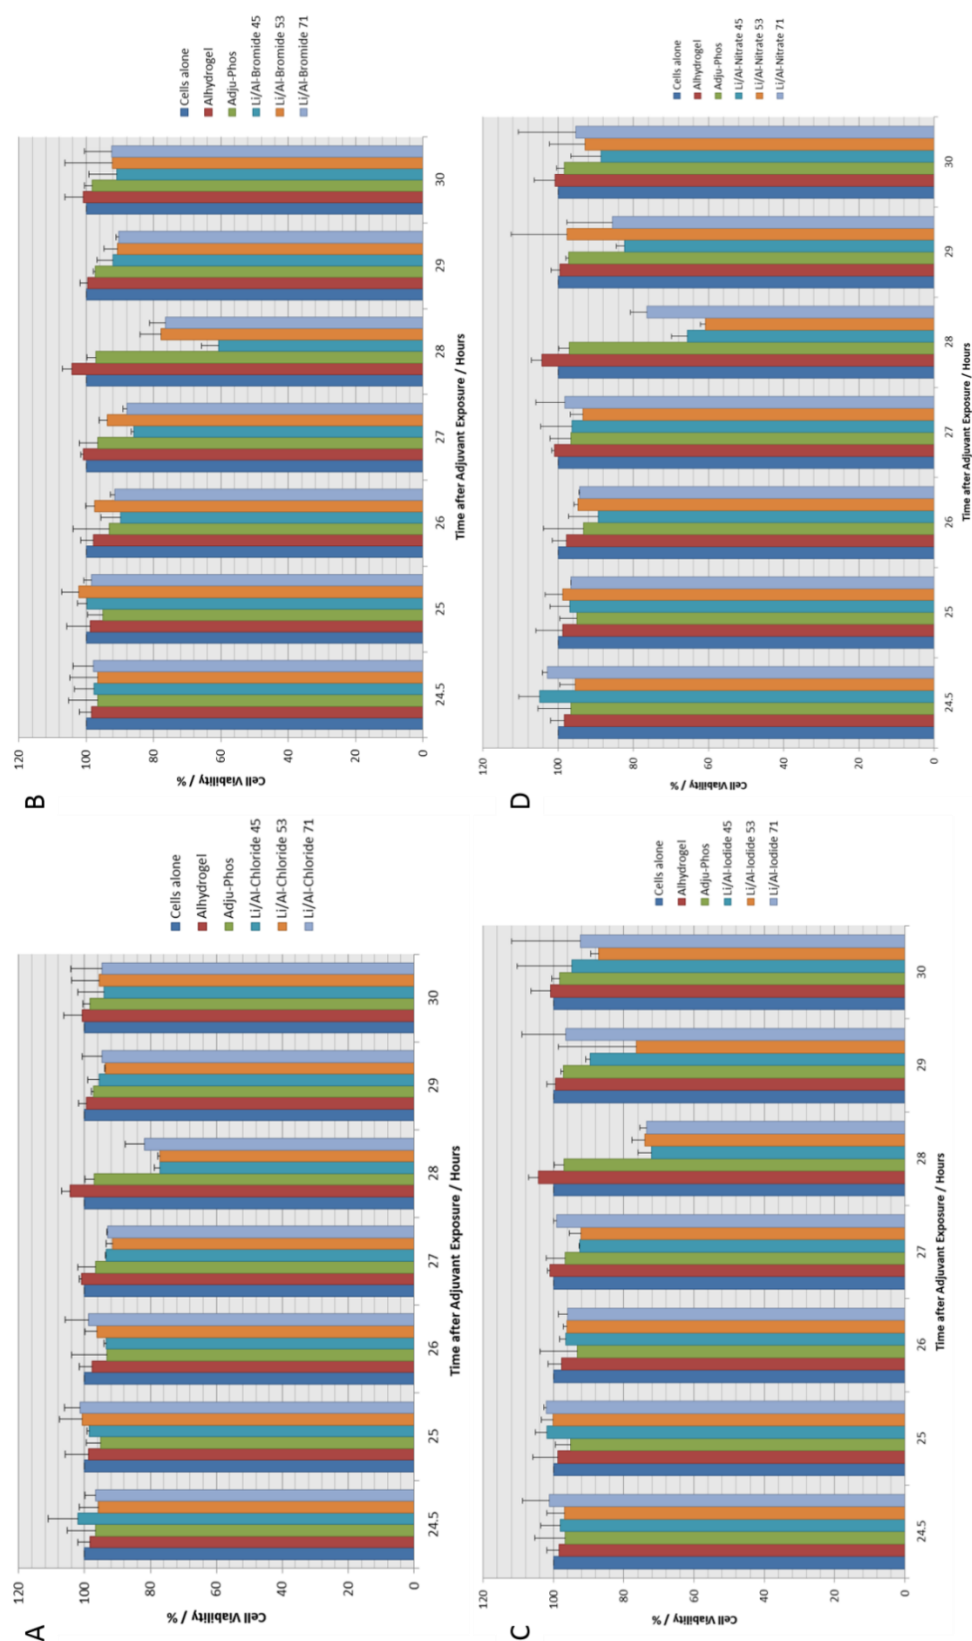 A
120
100
80
60
40
20
0
Cell Viability / %
24.5
25
26
27
28
29
30
Time after Adjuvant Exposure / Hours
Cells alone
Alhydrogel
Adju-Phos
Li/Al-Chloride 45
Li/Al-Chloride 53
Li/Al-Chloride 71
B
120
100
80
60
40
20
0
Cell Viability / %
24.5
25
26
27
28
29
30
Time after Adjuvant Exposure / Hours
Cells alone
Alhydrogel
Adju-Phos
Li/Al-Bromide 45
Li/Al-Bromide 53
Li/Al-Bromide 71
C
120
100
80
60
40
20
0
Cell Viability / %
24.5
25
26
27
28
29
30
Time after Adjuvant Exposure / Hours
Cells alone
Alhydrogel
Adju-Phos
Li/Al-Iodide 45
Li/Al-Iodide 53
Li/Al-Iodide 71
D
120
100
80
60
40
20
0
Cell Viability / %
24.5
25
26
27
28
29
30
Time after Adjuvant Exposure / Hours
Cells alone
Alhydrogel
Adju-Phos
Li/Al-Nitrate 45
Li/Al-Nitrate 53
Li/Al-Nitrate 71